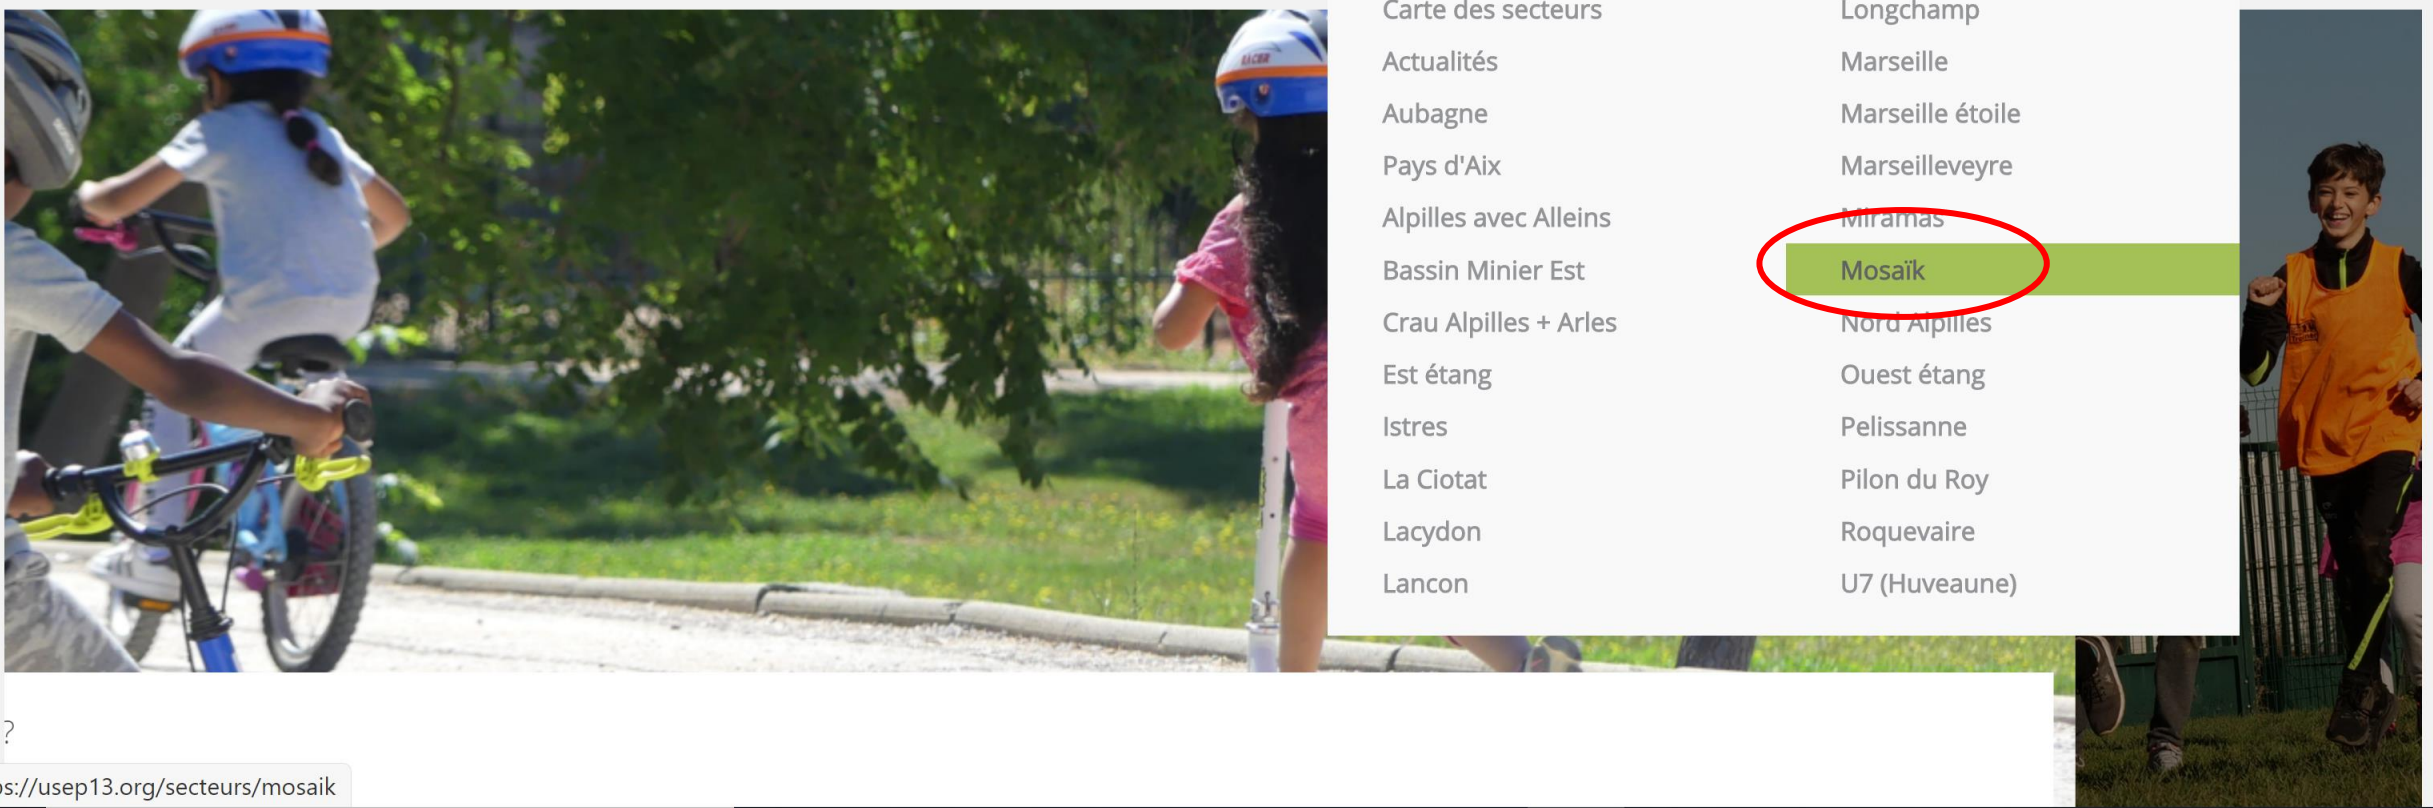 RACER
Carte des secteurs
Actualités
Aubagne
Pays d'Aix
Alpilles avec Alleins
Bassin Minier Est
Crau Alpilles + Arles
Est étang
Istres
La Ciotat
Lacydon
Lancon
Longchamp
Marseille
Marseille étoile
Marseilleveyre
Miramas
Mosaïk
Nord Alpilles
Ouest étang
Pelissanne
Pilon du Roy
Roquevaire
U7 (Huveaune)
?
ps://usep13.org/secteurs/mosaik